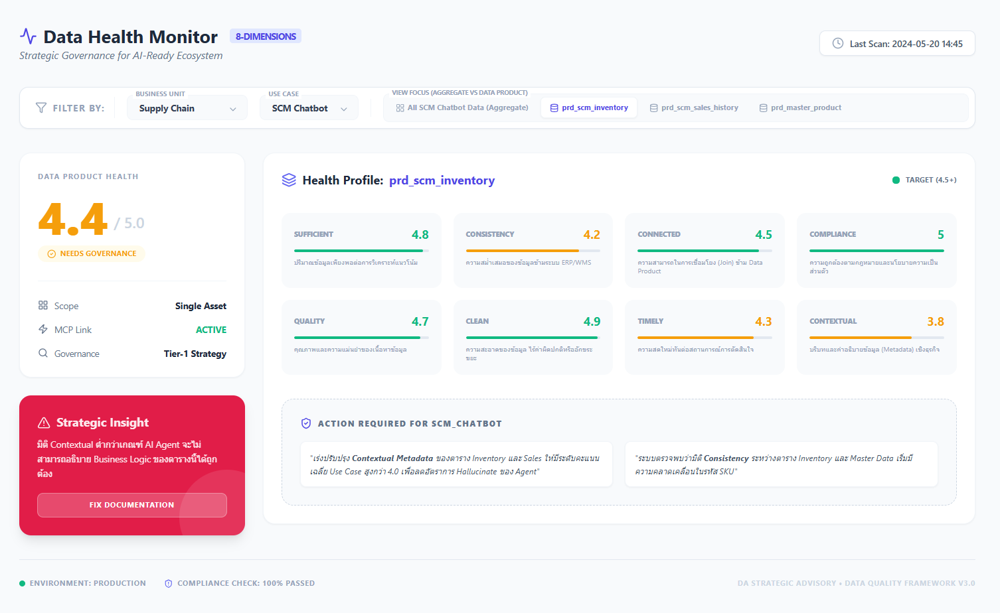 Data Health Monitor
8-DIMENSIONS
Strategic Governance for AI-Ready Ecosystem
Last Scan: 2024-05-20 14:45
FILTER BY:
BUSINESS UNIT
Supply Chain
USE CASE
SCM Chatbot
VIEW FOCUS (AGGREGATE VS DATA PRODUCT)
All SCM Chatbot Data (Aggregate)
prd_scm_inventory
prd_scm_sales_history
prd_master_product
DATA PRODUCT HEALTH
4.4 / 5.0
NEEDS GOVERNANCE
Scope Single Asset
MCP Link ACTIVE
Governance Tier-1 Strategy
Strategic Insight
มิติ Contextual ต่ำกว่าเกณฑ์ AI Agent จะไม่
สามารถอธิบาย Business Logic ของตารางนี้ได้ถูก
ต้อง
FIX DOCUMENTATION
Health Profile: prd_scm_inventory
TARGET (4.5+)
SUFFICIENT 4.8
ปริมาณข้อมูลเพียงพอต่อการวิเคราะห์แนวโน้ม
CONSISTENCY 4.2
ความสม่ำเสมอของข้อมูลข้ามระบบ ERP/WMS
CONNECTED 4.5
ความสามารถในการเชื่อมโยง (Join) ข้าม Data
Product
COMPLIANCE 5
ความถูกต้องตามกฎหมายและนโยบายความเป็น
ส่วนตัว
QUALITY 4.7
คุณภาพและความแม่นยำของเนื้อหาข้อมูล
CLEAN 4.9
ความสะอาดของข้อมูล ไร้ค่าผิดปกติหรืออักขระ
ขยะ
TIMELY 4.3
ความสดใหม่ทันต่อสถานการณ์การตัดสินใจ
CONTEXTUAL 3.8
บริบทและคำอธิบายข้อมูล (Metadata) เชิงธุรกิจ
ACTION REQUIRED FOR SCM_CHATBOT
"เร่งปรับปรุง Contextual Metadata ของตาราง Inventory และ Sales ให้มีระดับคะแนน
เฉลี่ย Use Case สูงกว่า 4.0 เพื่อลดอัตราการ Hallucinate ของ Agent"
"ระบบตรวจพบว่ามิติ Consistency ระหว่างตาราง Inventory และ Master Data เริ่มมี
ความคลาดเคลื่อนในรหัส SKU"
ENVIRONMENT: PRODUCTION
COMPLIANCE CHECK: 100% PASSED
DA STRATEGIC ADVISORY • DATA QUALITY FRAMEWORK V3.0